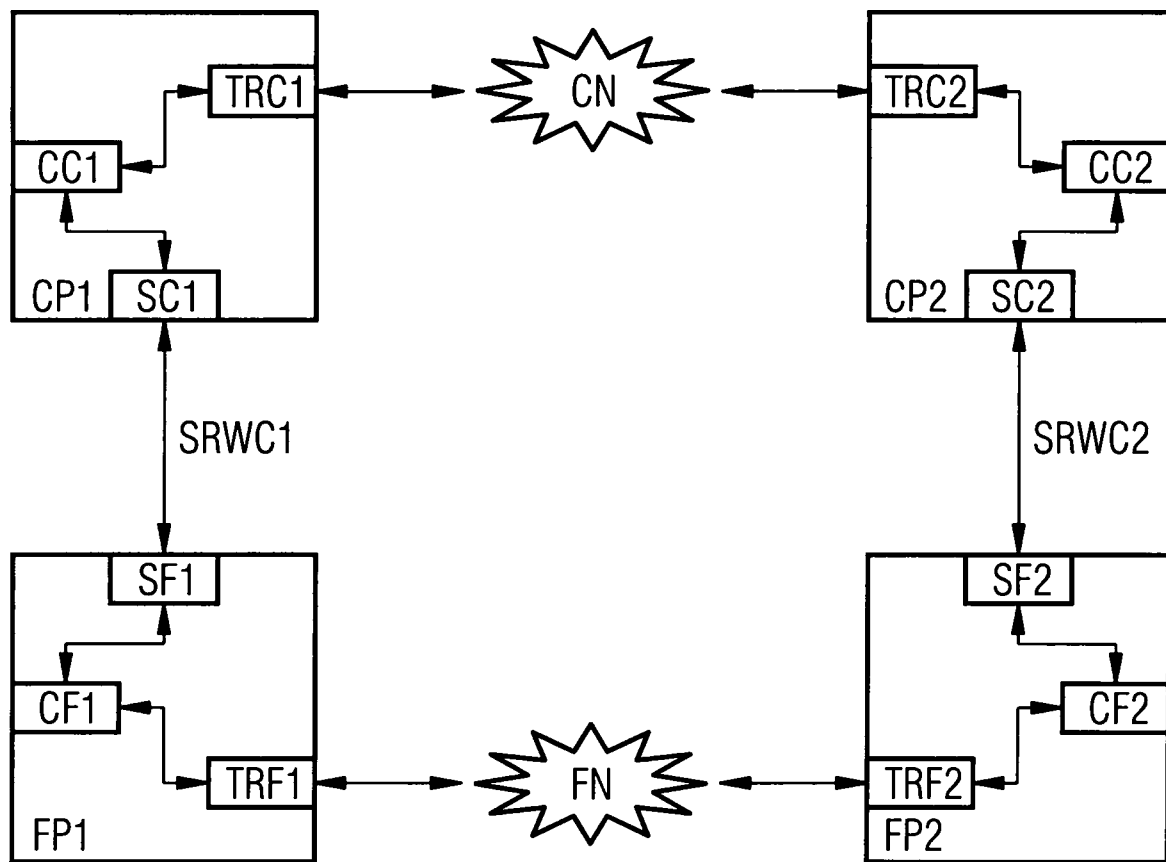 TRC1
CN
TRC2
CC1
CC2
CP1
SC1
CP2
SC2
SRWC1
SRWC2
SF1
SF2
CF1
CF2
TRF1
FN
TRF2
FP1
FP2